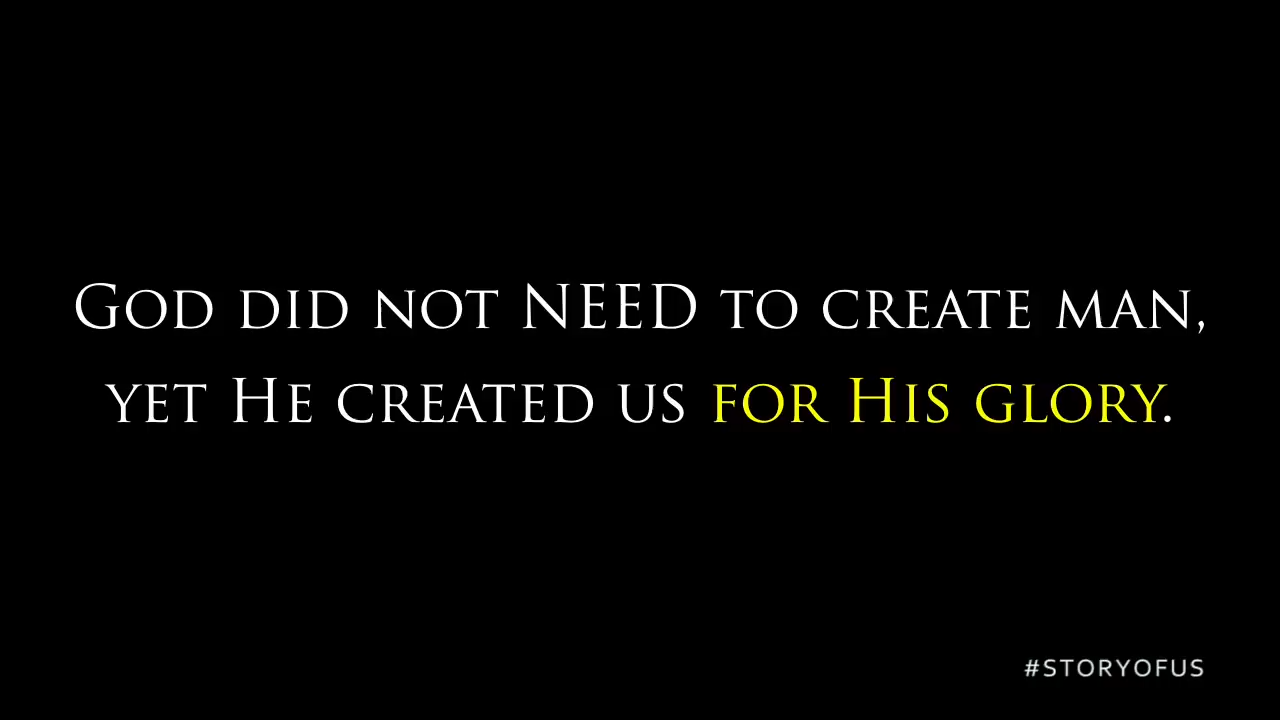 God did not NEED to create man,
yet He created us for His glory.
#STORYOFUS